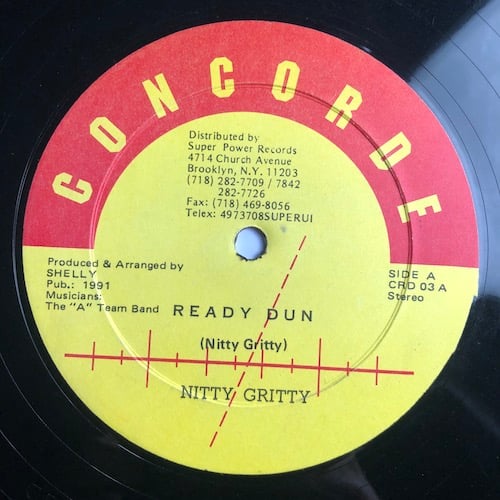 CONCORDE
Distributed by
Super Power Records
4714 Church Avenue
Brooklyn, N.Y. 11203
(718) 282-7709 / 7842
282-7726
Fax: (718) 469-8056
Telex: 4973708SUPERUI
Produced & Arranged by
SHELLY
Pub.: 1991
Musicians:
The "A" Team Band
SIDE A
CRD 03 A
Stereo
READY DUN
(Nitty Gritty)
NITTY GRITTY